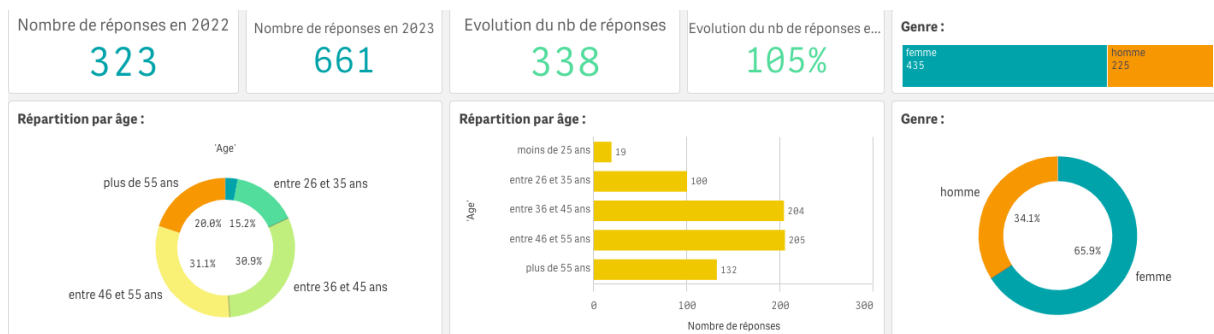 Nombre de réponses en 2022
323
Nombre de réponses en 2023
661
Evolution du nb de réponses
338
Evolution du nb de réponses e...
105%
Genre :
femme
435
homme
225
Répartition par âge :
'Age'
plus de 55 ans
entre 26 et 35 ans
20.0%
15.2%
31.1%
30.9%
entre 46 et 55 ans
entre 36 et 45 ans
Répartition par âge :
'Age'
moins de 25 ans
19
entre 26 et 35 ans
100
entre 36 et 45 ans
204
entre 46 et 55 ans
205
plus de 55 ans
132
0
100
200
300
Nombre de réponses
Genre :
homme
34.1%
65.9%
femme